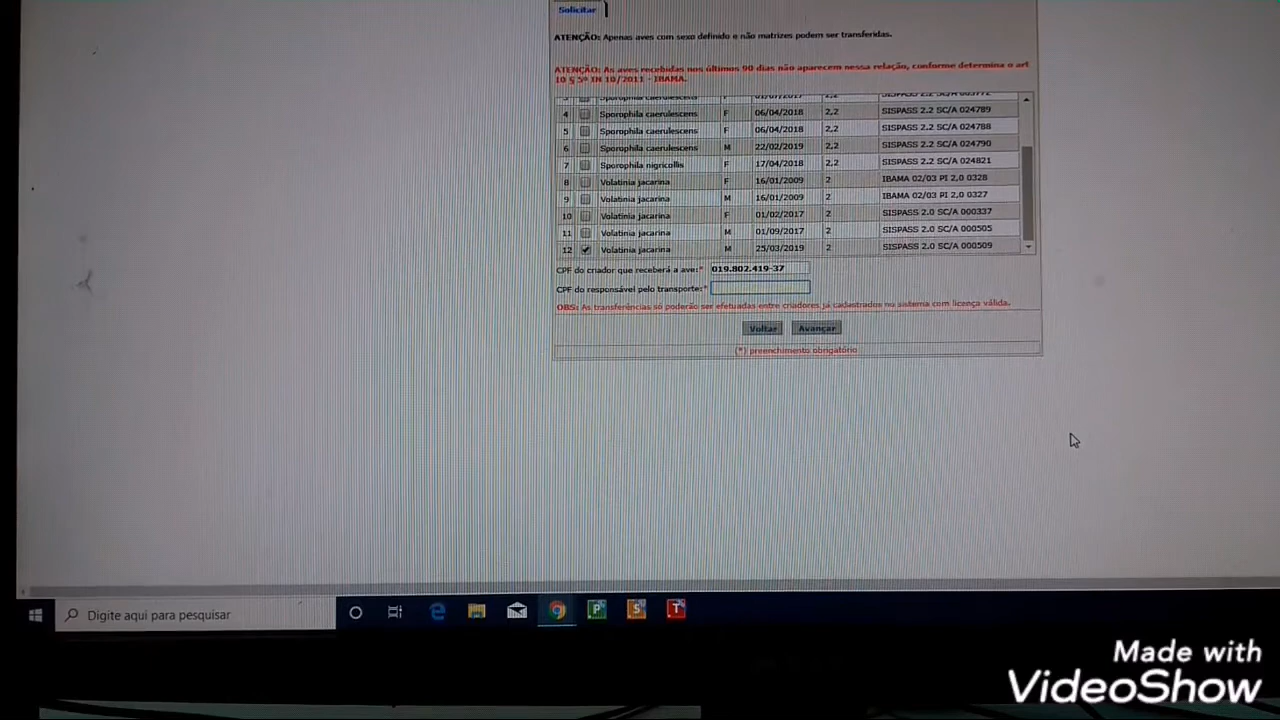 Solicitar
ATENÇÃO: Apenas aves com sexo definido e não matrizes podem ser transferidas.
ATENÇÃO: As aves recebidas nos últimos 90 dias não aparecem nessa relação, conforme determina o art
10 § 5º IN 10/2011 - IBAMA.
4 Sporophila caerulescens F 06/04/2018 2,2 SISPASS 2.2 SC/A 024789
5 Sporophila caerulescens F 06/04/2018 2,2 SISPASS 2.2 SC/A 024788
6 Sporophila caerulescens M 22/02/2019 2,2 SISPASS 2.2 SC/A 024790
7 Sporophila nigricollis F 17/04/2018 2,2 SISPASS 2.2 SC/A 024821
8 Volatinia jacarina F 16/01/2009 2 IBAMA 02/03 PI 2,0 0328
9 Volatinia jacarina M 16/01/2009 2 IBAMA 02/03 PI 2,0 0327
10 Volatinia jacarina F 01/02/2017 2 SISPASS 2.0 SC/A 000337
11 Volatinia jacarina M 01/09/2017 2 SISPASS 2.0 SC/A 000505
12 Volatinia jacarina M 25/03/2019 2 SISPASS 2.0 SC/A 000509
CPF do criador que receberá a ave:* 019.802.419-37
CPF do responsável pelo transporte:*
OBS: As transferências só poderão ser efetuadas entre criadores já cadastrados no sistema com licença válida.
Voltar Avançar
(*) preenchimento obrigatório
Digite aqui para pesquisar
P S T
Made with
VideoShow